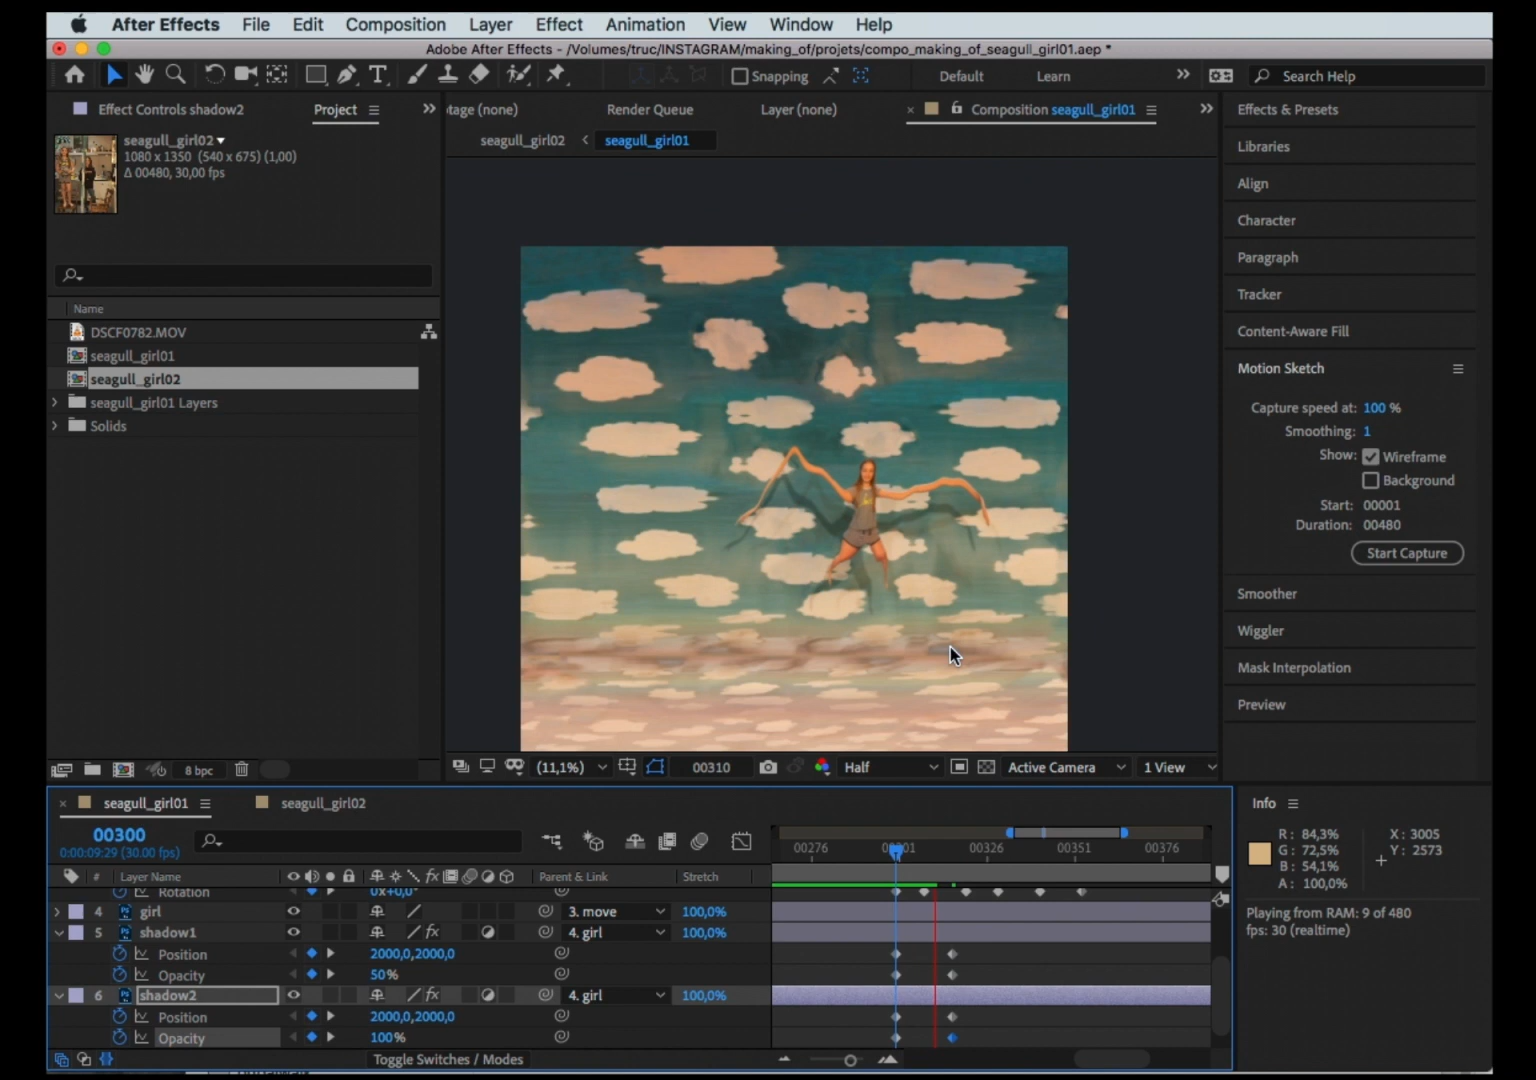 After Effects File Edit Composition Layer Effect Animation View Window Help
Adobe After Effects - /Volumes/truc/INSTAGRAM/making_of/projets/compo_making_of_seagull_girl01.aep *
Snapping Default Learn Search Help
Effect Controls shadow2 Project
tage (none) Render Queue Layer (none) × Composition seagull_girl01
seagull_girl02 < seagull_girl01
seagull_girl02
1080 x 1350 (540 x 675) (1,00)
Δ 00480, 30,00 fps
Name
DSCF0782.MOV
seagull_girl01
seagull_girl02
seagull_girl01 Layers
Solids
8 bpc
(11,1%) 00310 Half Active Camera 1 View
Effects & Presets
Libraries
Align
Character
Paragraph
Tracker
Content-Aware Fill
Motion Sketch
Capture speed at: 100 %
Smoothing: 1
Show: Wireframe
Background
Start: 00001
Duration: 00480
Start Capture
Smoother
Wiggler
Mask Interpolation
Preview
× seagull_girl01 seagull_girl02
00300
0:00:09:29 (30.00 fps)
00276 00326 00351 00376
# Layer Name fx Parent & Link Stretch
Rotation 0x+0,0°
4 girl 3. move 100,0%
5 shadow1 fx 4. girl 100,0%
Position 2000,0,2000,0
Opacity 50%
6 shadow2 fx 4. girl 100,0%
Position 2000,0,2000,0
Opacity 100%
Toggle Switches / Modes
Info
R: 84,3% X: 3005
G: 72,5% Y: 2573
B: 54,1%
A: 100,0%
Playing from RAM: 9 of 480
fps: 30 (realtime)